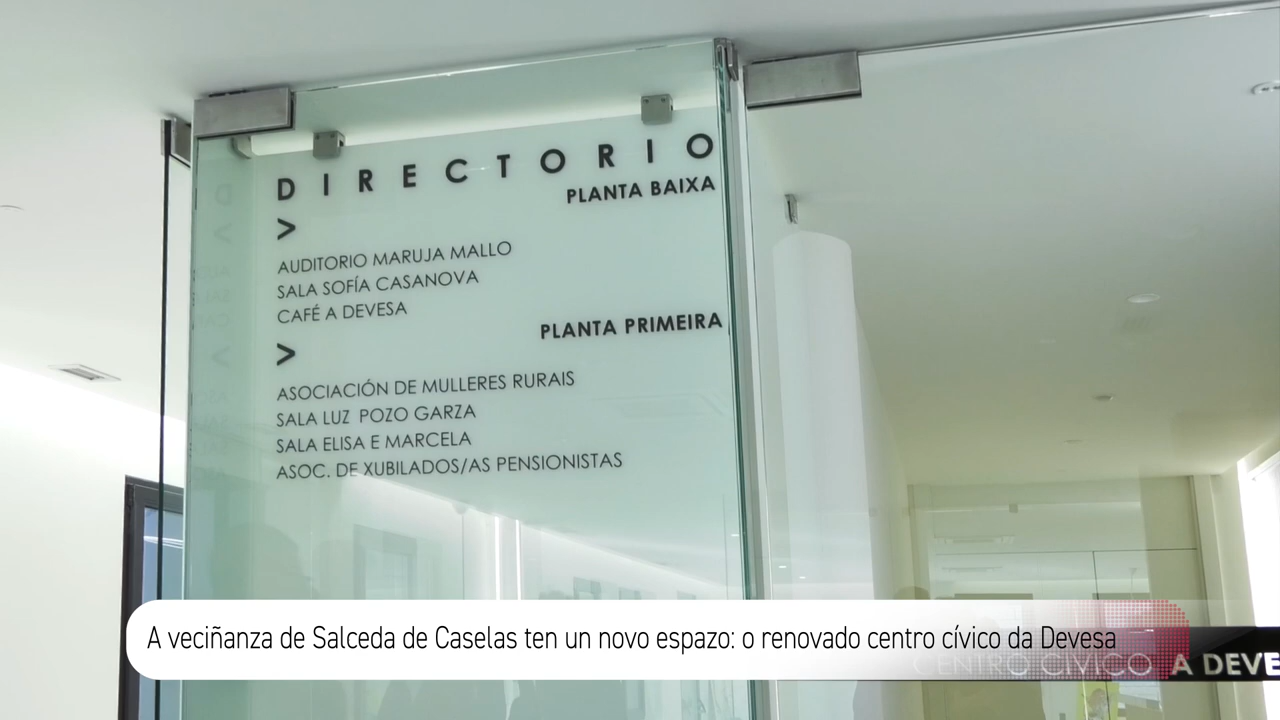 DIRECTORIO
PLANTA BAIXA
>
AUDITORIO MARUJA MALLO
SALA SOFÍA CASANOVA
CAFÉ A DEVESA
PLANTA PRIMEIRA
>
ASOCIACIÓN DE MULLERES RURAIS
SALA LUZ POZO GARZA
SALA ELISA E MARCELA
ASOC. DE XUBILADOS/AS PENSIONISTAS
A veciñanza de Salceda de Caselas ten un novo espazo: o renovado centro cívico da Devesa
CENTRO CÍVICO A DEVE